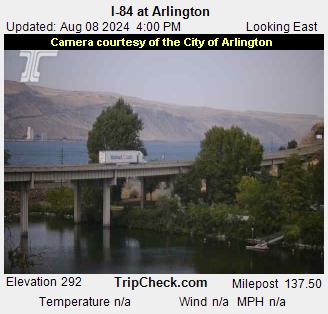 I-84 at Arlington
Updated: Aug 08 2024 4:00 PM Looking East
Camera courtesy of the City of Arlington
Elevation 292 TripCheck.com Milepost 137.50
Temperature n/a Wind n/a MPH n/a